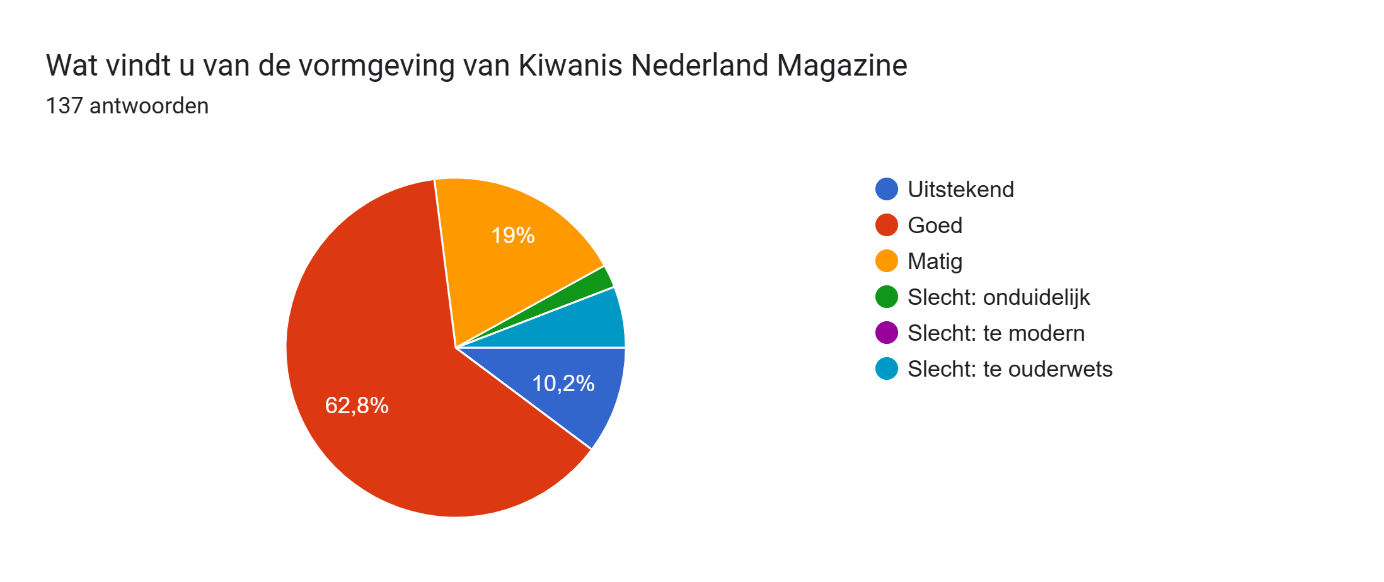 Wat vindt u van de vormgeving van Kiwanis Nederland Magazine
137 antwoorden
19%
10,2%
62,8%
Uitstekend
Goed
Matig
Slecht: onduidelijk
Slecht: te modern
Slecht: te ouderwets